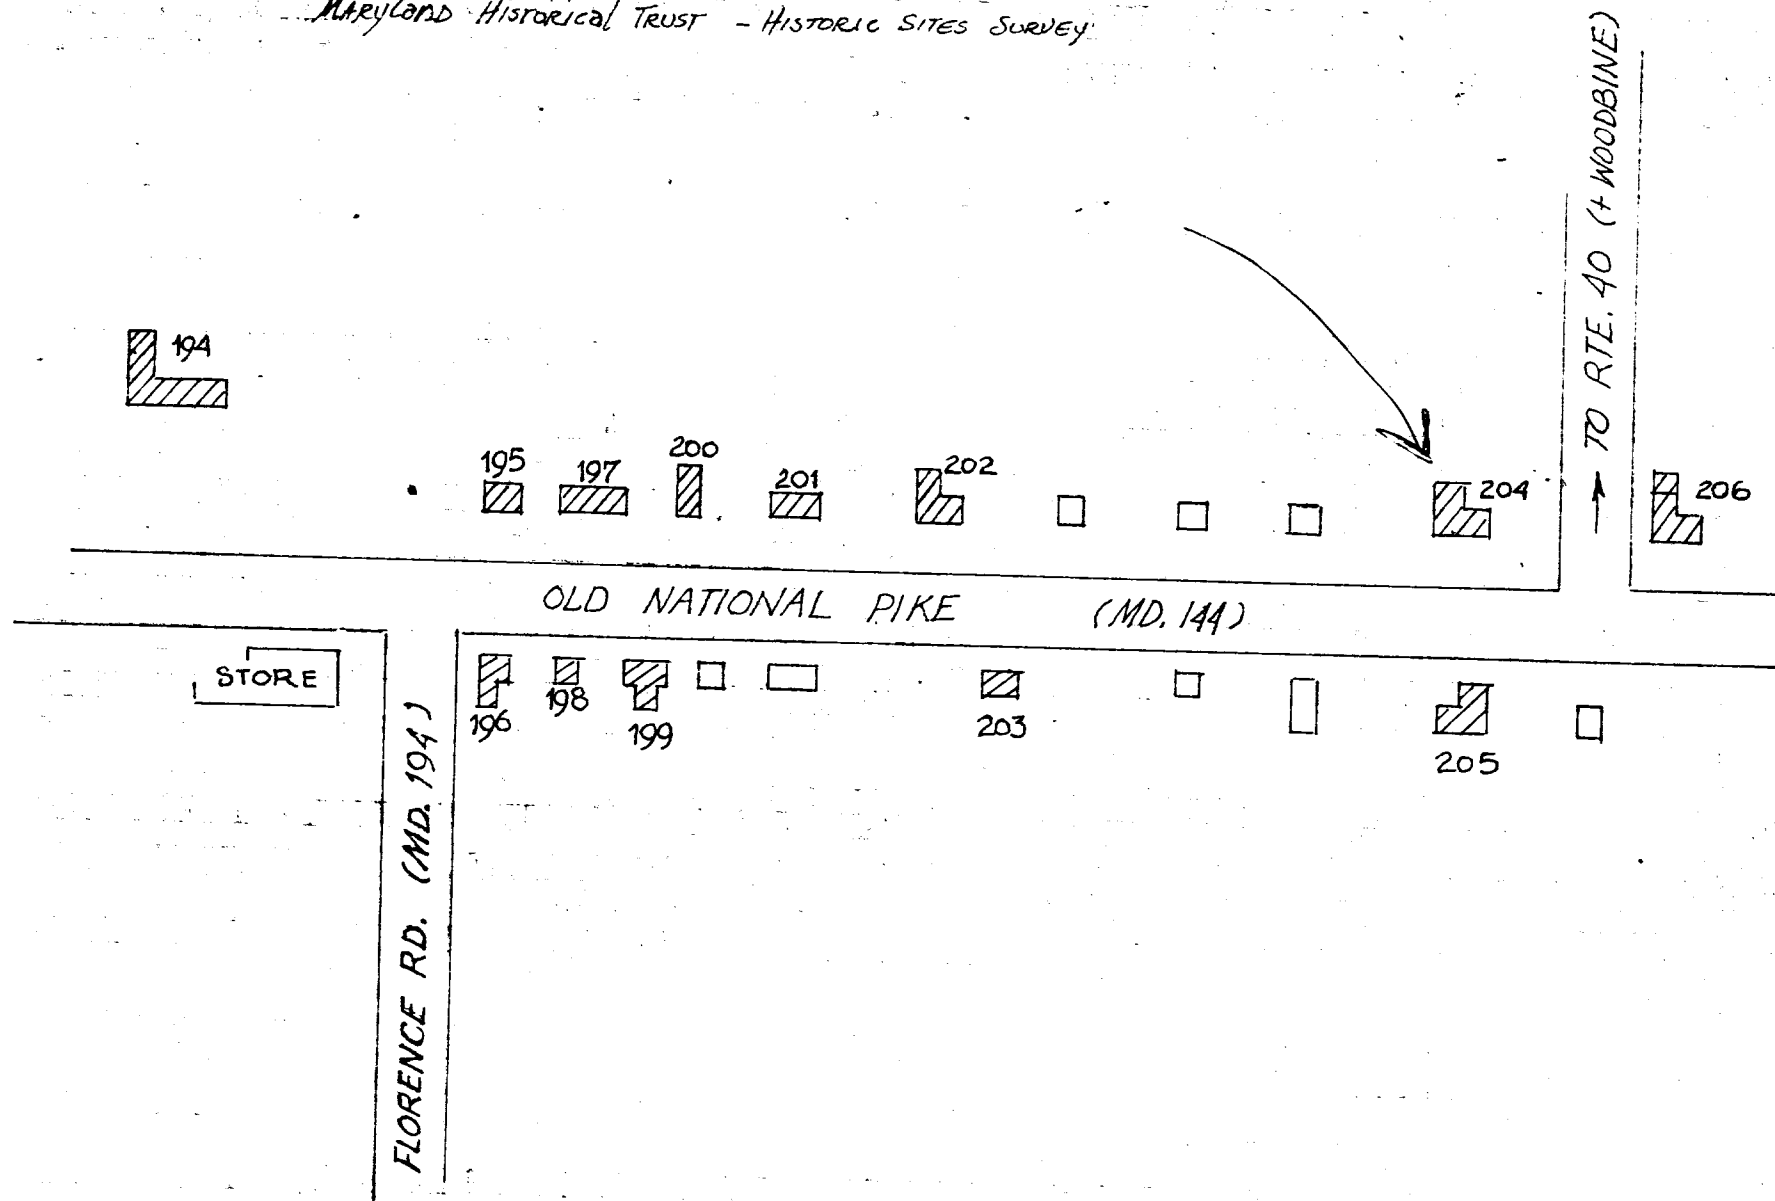 MARYLAND HISTORICAL TRUST - HISTORIC SITES SURVEY
→ TO RTE. 40 (+ WOODBINE)
194
195
197
200
201
202
204
206
OLD NATIONAL PIKE (MD. 144)
STORE
196
198
199
203
205
FLORENCE RD. (MD. 194)